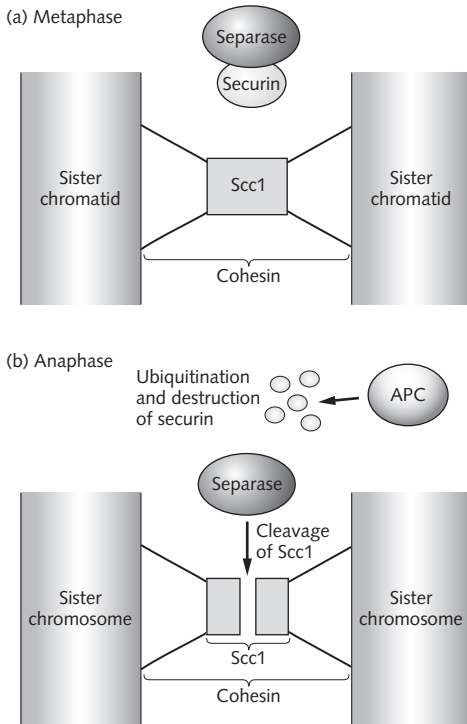 (a) Metaphase
Separase
Securin
Sister
chromatid
Scc1
Sister
chromatid
Cohesin
(b) Anaphase
Ubiquitination
and destruction
of securin
APC
Separase
Cleavage
of Scc1
Sister
chromosome
Sister
chromosome
Scc1
Cohesin